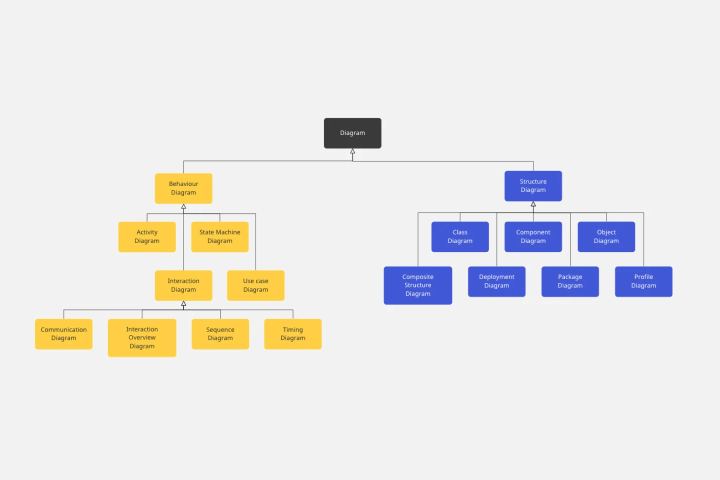 Diagram
Behaviour
Diagram
Structure
Diagram
Activity
Diagram
State Machine
Diagram
Class
Diagram
Component
Diagram
Object
Diagram
Interaction
Diagram
Use case
Diagram
Composite
Structure
Diagram
Deployment
Diagram
Package
Diagram
Profile
Diagram
Communication
Diagram
Interaction
Overview
Diagram
Sequence
Diagram
Timing
Diagram